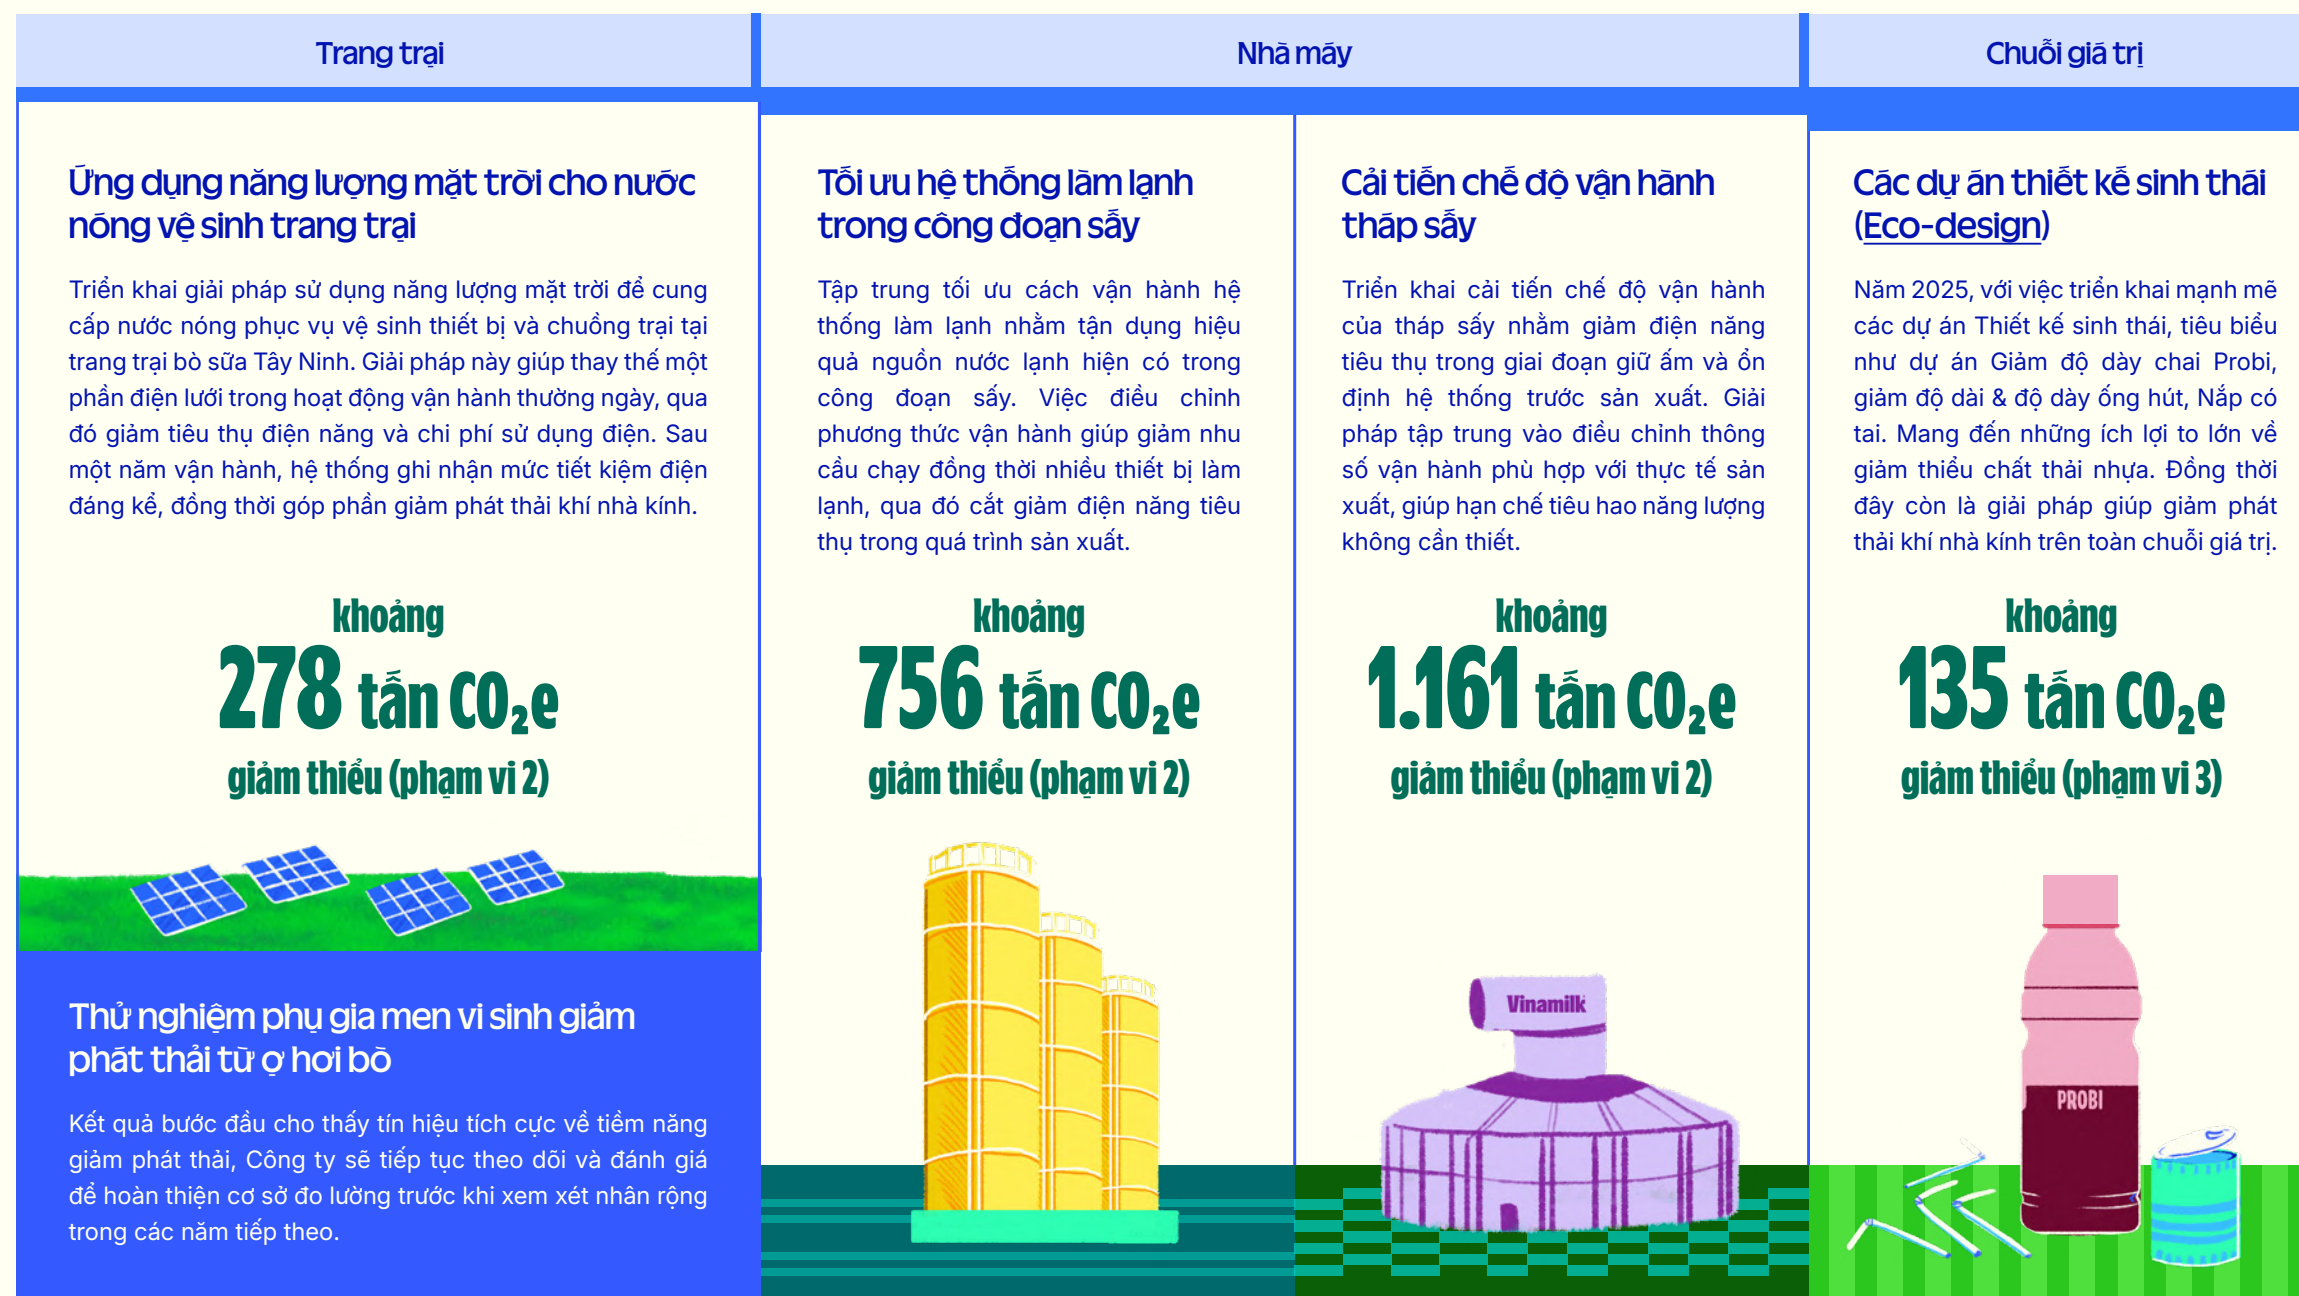 Trang trại
Nhà máy
Chuỗi giá trị
Ứng dụng năng lượng mặt trời cho nước
nóng vệ sinh trang trại
Triển khai giải pháp sử dụng năng lượng mặt trời để cung
cấp nước nóng phục vụ vệ sinh thiết bị và chuồng trại tại
trang trại bò sữa Tây Ninh. Giải pháp này giúp thay thế một
phần điện lưới trong hoạt động vận hành thường ngày, qua
đó giảm tiêu thụ điện năng và chi phí sử dụng điện. Sau
một năm vận hành, hệ thống ghi nhận mức tiết kiệm điện
đáng kể, đồng thời góp phần giảm phát thải khí nhà kính.
khoảng
278 tấn CO₂e
giảm thiểu (phạm vi 2)
Thử nghiệm phụ gia men vi sinh giảm
phát thải từ ợ hơi bò
Kết quả bước đầu cho thấy tín hiệu tích cực về tiềm năng
giảm phát thải, Công ty sẽ tiếp tục theo dõi và đánh giá
để hoàn thiện cơ sở đo lường trước khi xem xét nhân rộng
trong các năm tiếp theo.
Tối ưu hệ thống làm lạnh
trong công đoạn sấy
Tập trung tối ưu cách vận hành hệ
thống làm lạnh nhằm tận dụng hiệu
quả nguồn nước lạnh hiện có trong
công đoạn sấy. Việc điều chỉnh
phương thức vận hành giúp giảm nhu
cầu chạy đồng thời nhiều thiết bị làm
lạnh, qua đó cắt giảm điện năng tiêu
thụ trong quá trình sản xuất.
khoảng
756 tấn CO₂e
giảm thiểu (phạm vi 2)
Cải tiến chế độ vận hành
tháp sấy
Triển khai cải tiến chế độ vận hành
của tháp sấy nhằm giảm điện năng
tiêu thụ trong giai đoạn giữ ấm và ổn
định hệ thống trước sản xuất. Giải
pháp tập trung vào điều chỉnh thông
số vận hành phù hợp với thực tế sản
xuất, giúp hạn chế tiêu hao năng lượng
không cần thiết.
khoảng
1.161 tấn CO₂e
giảm thiểu (phạm vi 2)
Vinamilk
Các dự án thiết kế sinh thái
(Eco-design)
Năm 2025, với việc triển khai mạnh mẽ
các dự án Thiết kế sinh thái, tiêu biểu
như dự án Giảm độ dày chai Probi,
giảm độ dài & độ dày ống hút, Nắp có
tai. Mang đến những ích lợi to lớn về
giảm thiểu chất thải nhựa. Đồng thời
đây còn là giải pháp giúp giảm phát
thải khí nhà kính trên toàn chuỗi giá trị.
khoảng
135 tấn CO₂e
giảm thiểu (phạm vi 3)
PROBI